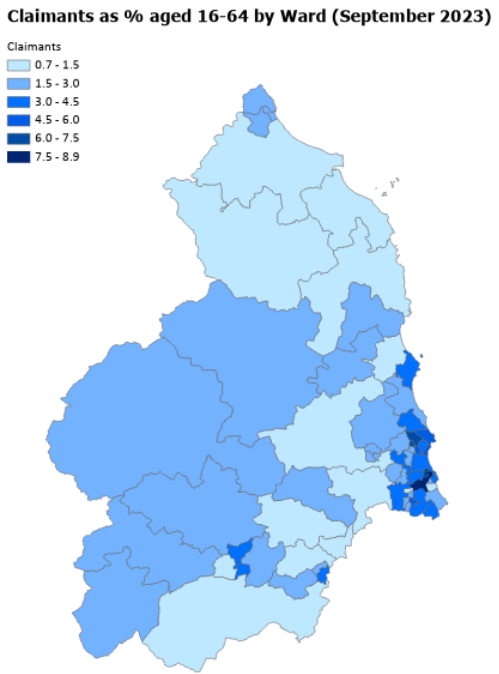 Claimants as % aged 16-64 by Ward (September 2023)
Claimants
0.7 - 1.5
1.5 - 3.0
3.0 - 4.5
4.5 - 6.0
6.0 - 7.5
7.5 - 8.9